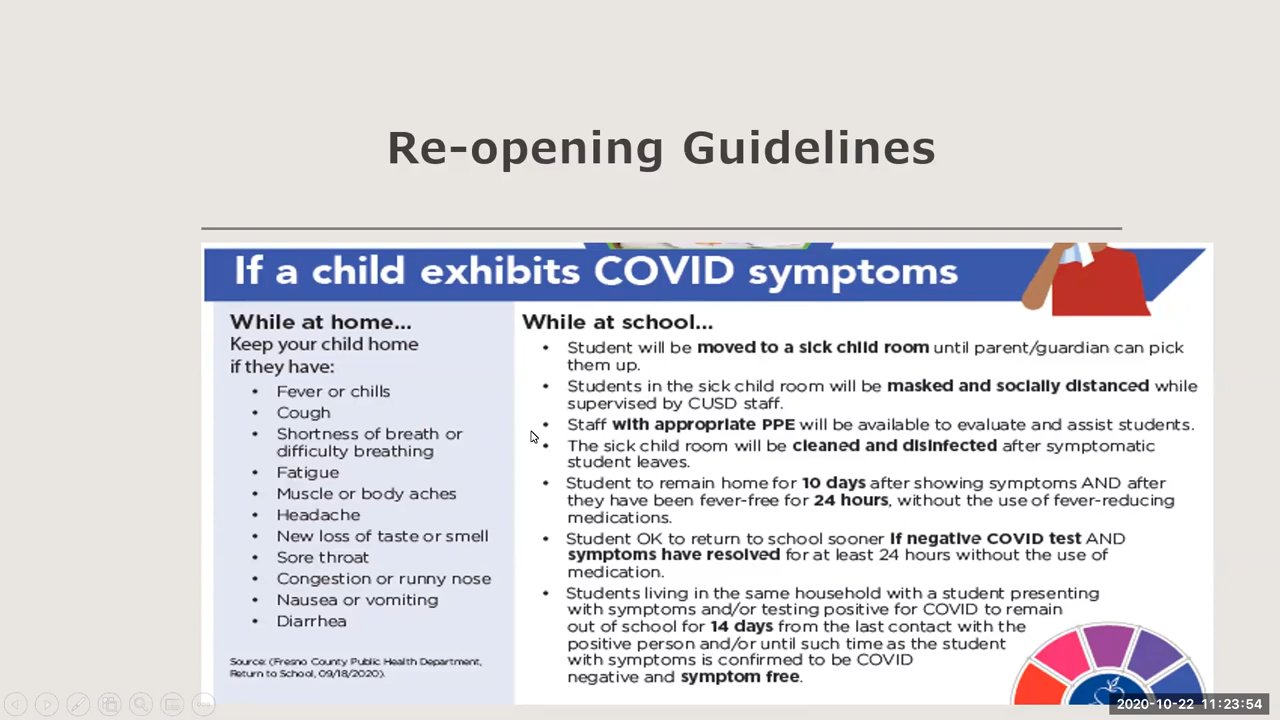 Re-opening Guidelines
If a child exhibits COVID symptoms
While at home...
Keep your child home
if they have:
• Fever or chills
• Cough
• Shortness of breath or
difficulty breathing
• Fatigue
• Muscle or body aches
• Headache
• New loss of taste or smell
• Sore throat
• Congestion or runny nose
• Nausea or vomiting
• Diarrhea
Source: (Fresno County Public Health Department,
Return to School, 09/18/2020).
While at school...
• Student will be moved to a sick child room until parent/guardian can pick
them up.
• Students in the sick child room will be masked and socially distanced while
supervised by CUSD staff.
• Staff with appropriate PPE will be available to evaluate and assist students.
• The sick child room will be cleaned and disinfected after symptomatic
student leaves.
• Student to remain home for 10 days after showing symptoms AND after
they have been fever-free for 24 hours, without the use of fever-reducing
medications.
• Student OK to return to school sooner if negative COVID test AND
symptoms have resolved for at least 24 hours without the use of
medication.
• Students living in the same household with a student presenting
with symptoms and/or testing positive for COVID to remain
out of school for 14 days from the last contact with the
positive person and/or until such time as the student
with symptoms is confirmed to be COVID
negative and symptom free.
2020-10-22 11:23:54